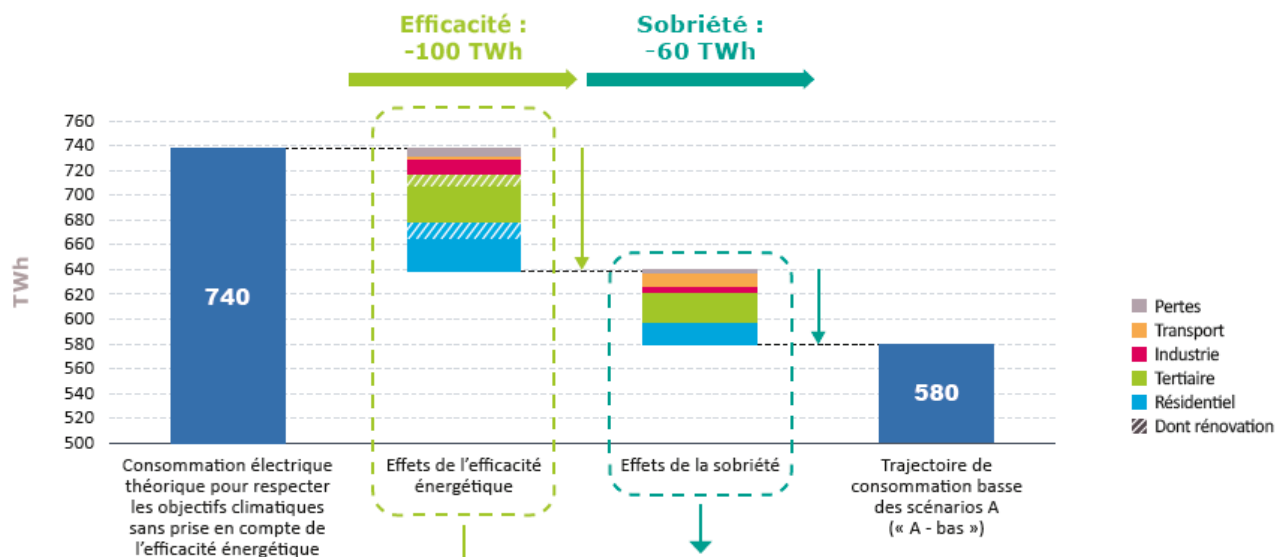 Efficacité :
-100 TWh
Sobriété :
-60 TWh
TWh
760
740
720
700
680
660
640
620
600
580
560
540
520
500
740
580
Consommation électrique
théorique pour respecter
les objectifs climatiques
sans prise en compte de
l'efficacité énergétique
Effets de l'efficacité
énergétique
Effets de la sobriété
Trajectoire de
consommation basse
des scénarios A
(« A - bas »)
Pertes
Transport
Industrie
Tertiaire
Résidentiel
Dont rénovation